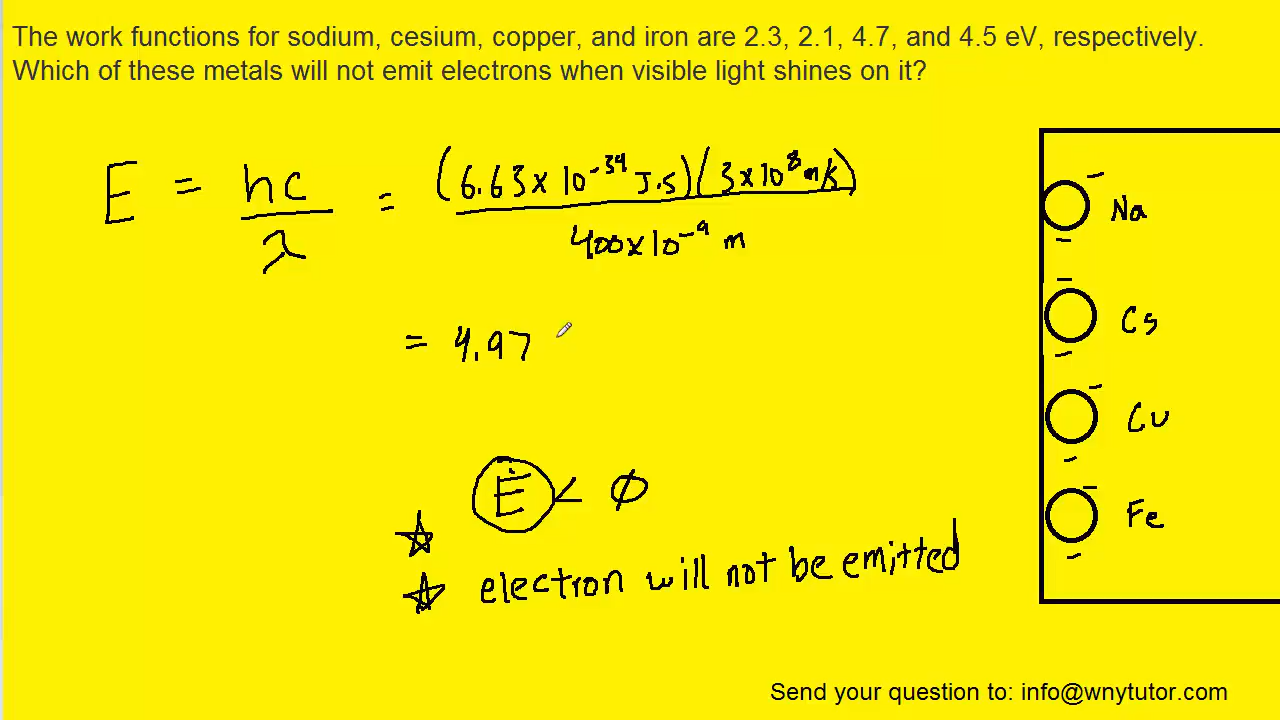 The work functions for sodium, cesium, copper, and iron are 2.3, 2.1, 4.7, and 4.5 eV, respectively.
Which of these metals will not emit electrons when visible light shines on it?
E = hc/λ = (6.63 x 10⁻³⁴ J.s)(3 x 10⁸ m/s)/400 x 10⁻⁹ m
= 4.97
E < φ
electron will not be emitted
Na
Cs
Cu
Fe
Send your question to: info@wnytutor.com